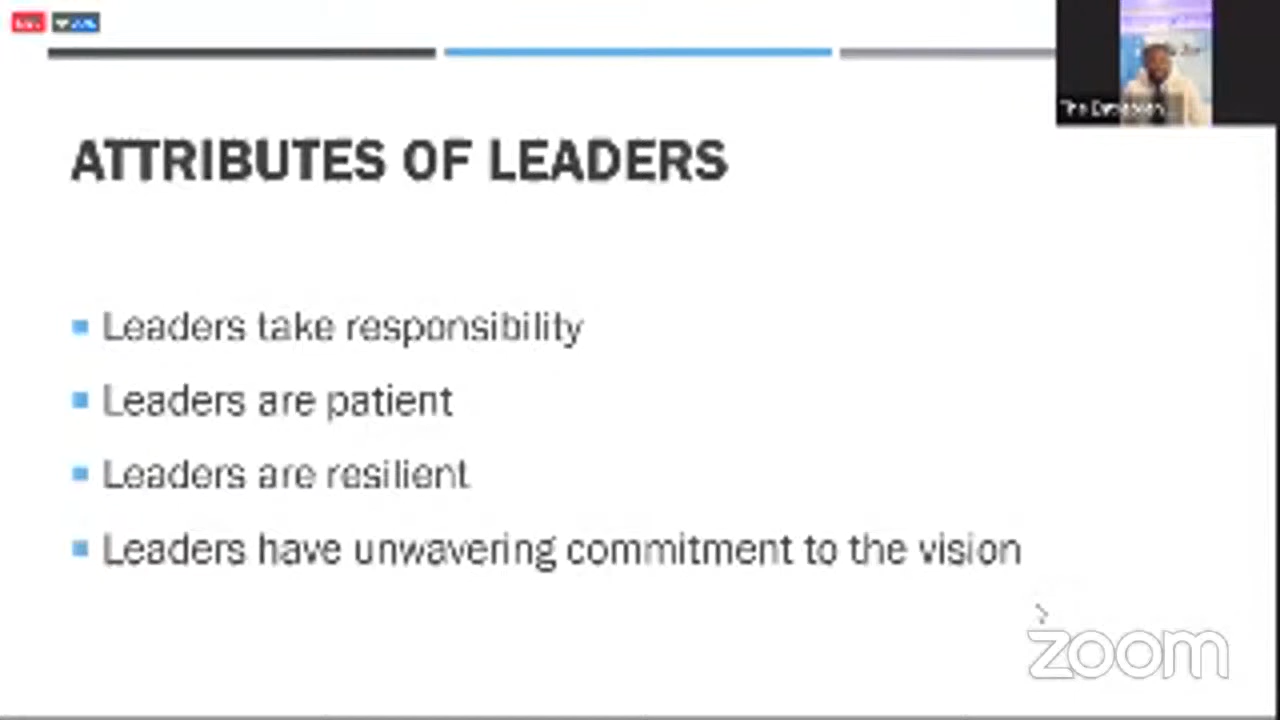 ATTRIBUTES OF LEADERS
Leaders take responsibility
Leaders are patient
Leaders are resilient
Leaders have unwavering commitment to the vision
zoom